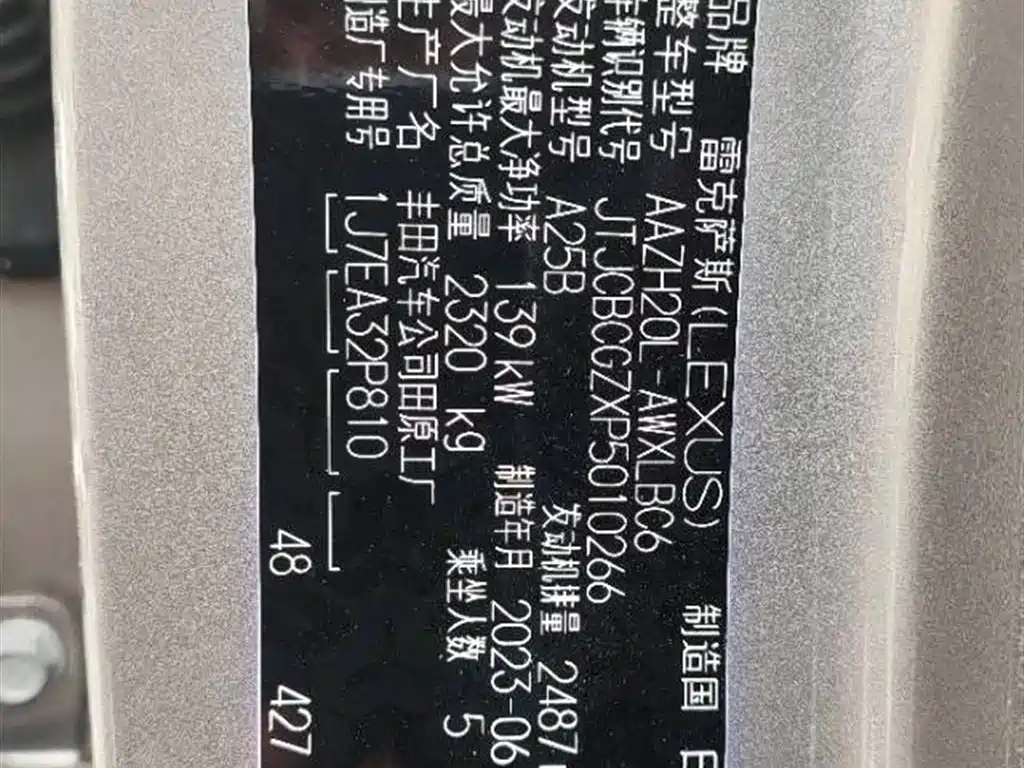 品牌 雷克萨斯(LEXUS) 制造国
整车型号 AAZH20L-AWXLBC6
车辆识别代号 JTJCBCGZXP5010266
发动机型号 A25B 发动机排量 2487
发动机最大净功率 139kW 制造年月 2023-06
最大允许总质量 2320 kg 乘坐人数 5
生产厂名 丰田汽车公司田原工厂
制造厂专用号 1J7EA32P810
48 427